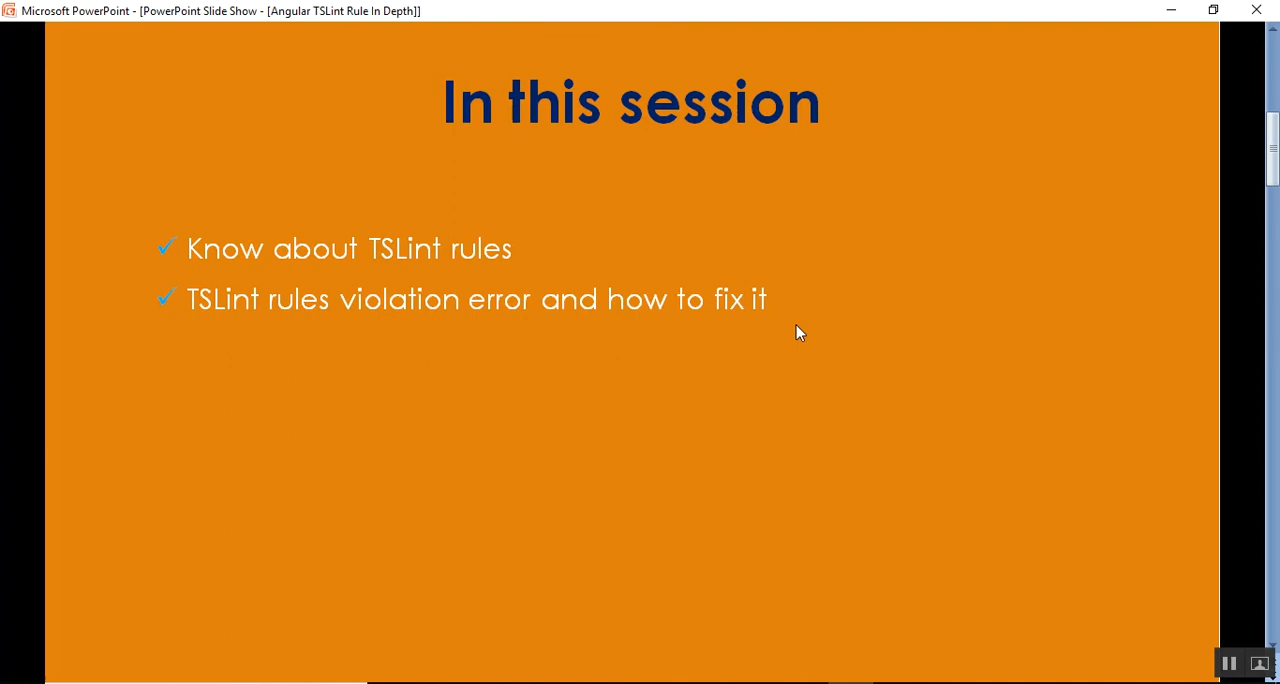 Microsoft PowerPoint - [PowerPoint Slide Show - [Angular TSLint Rule In Depth]]
In this session
Know about TSLint rules
TSLint rules violation error and how to fix it